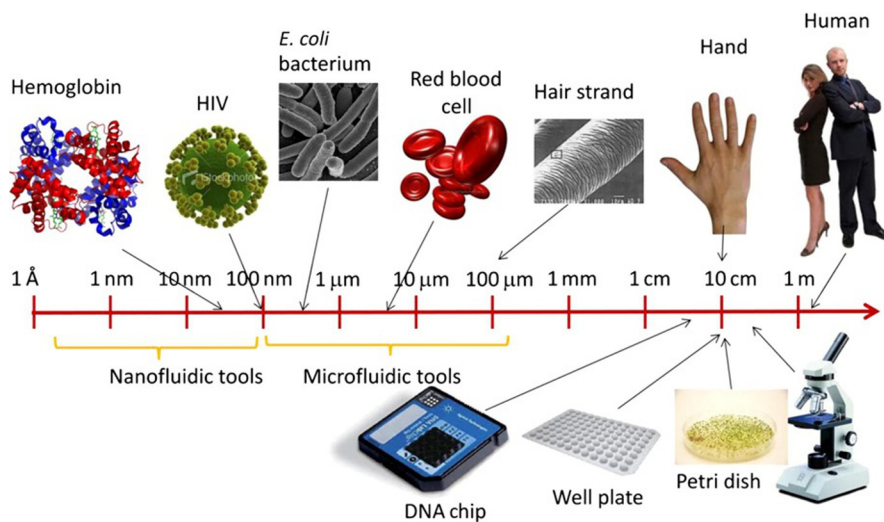 Human
Hand
E. coli
bacterium
Red blood
cell
Hair strand
HIV
Hemoglobin
iStockphoto
1 Å
1 nm
10 nm
100 nm
1 μm
10 μm
100 μm
1 mm
1 cm
10 cm
1 m
Nanofluidic tools
Microfluidic tools
DNA chip
Well plate
Petri dish